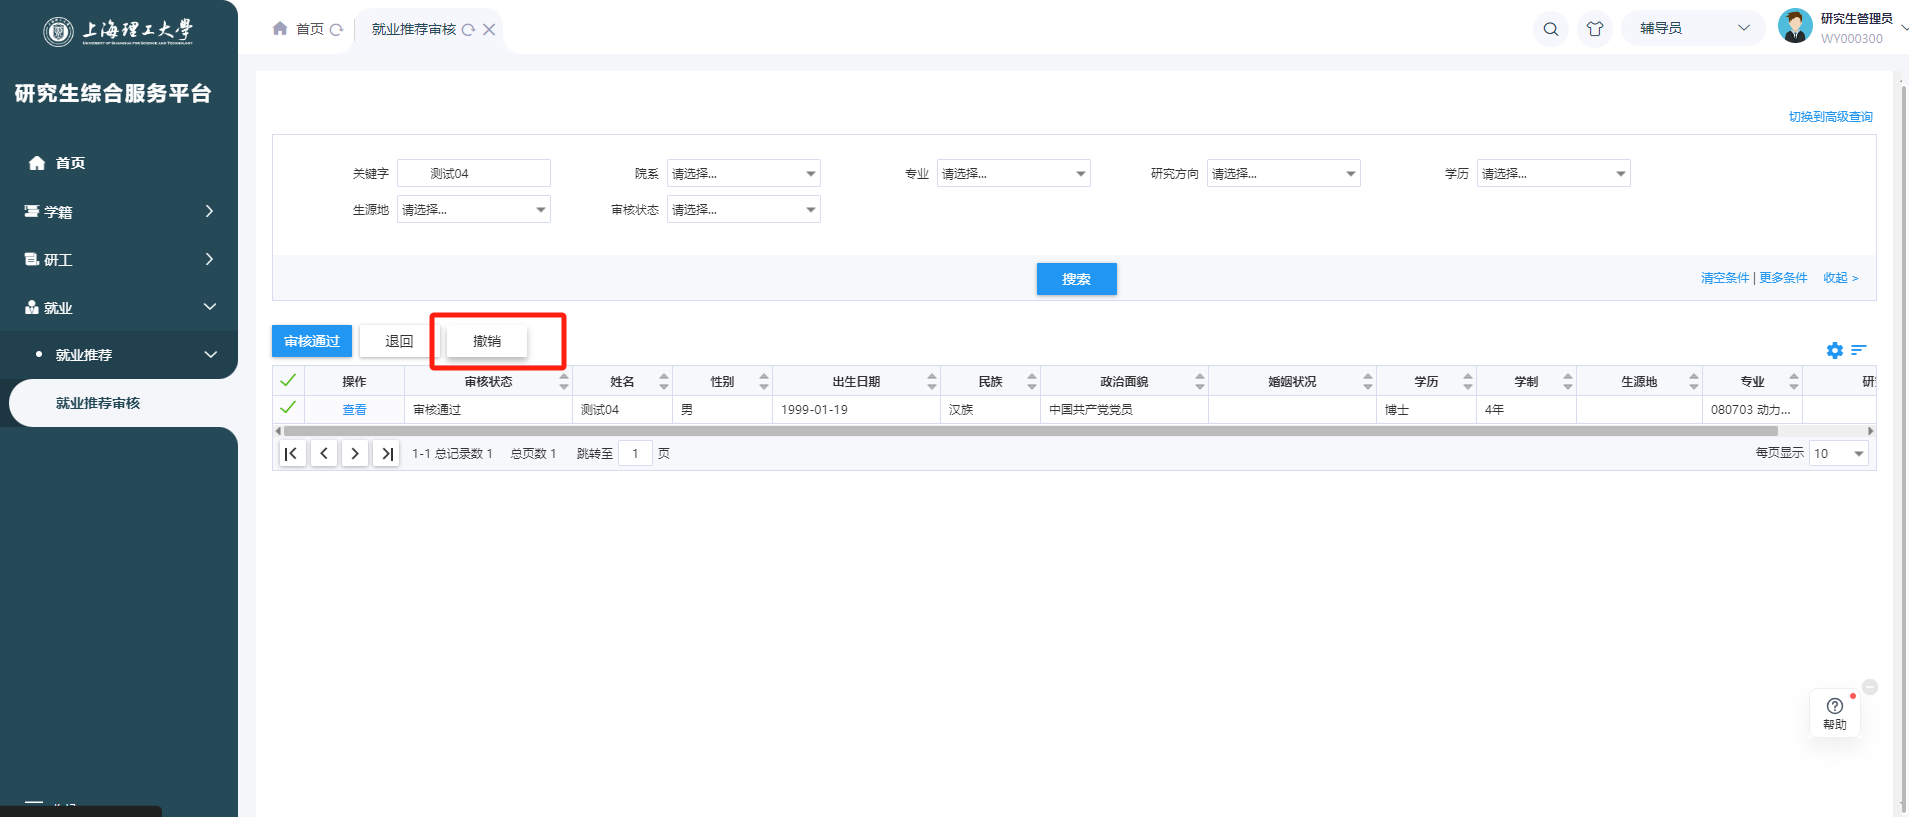 上海理工大学
UNIVERSITY OF SHANGHAI FOR SCIENCE AND TECHNOLOGY
研究生综合服务平台
首页
学籍
研工
就业
就业推荐
就业推荐审核
首页
就业推荐审核
辅导员
研究生管理员
WY000300
切换到高级查询
关键字 测试04 院系 请选择... 专业 请选择... 研究方向 请选择... 学历 请选择...
生源地 请选择... 审核状态 请选择...
搜索
清空条件 | 更多条件 收起 >
审核通过 退回 撤销
操作 审核状态 姓名 性别 出生日期 民族 政治面貌 婚姻状况 学历 学制 生源地 专业 研
查看 审核通过 测试04 男 1999-01-19 汉族 中国共产党党员 博士 4年 080703 动力...
1-1 总记录数 1 总页数 1 跳转至 1 页
每页显示 10
帮助